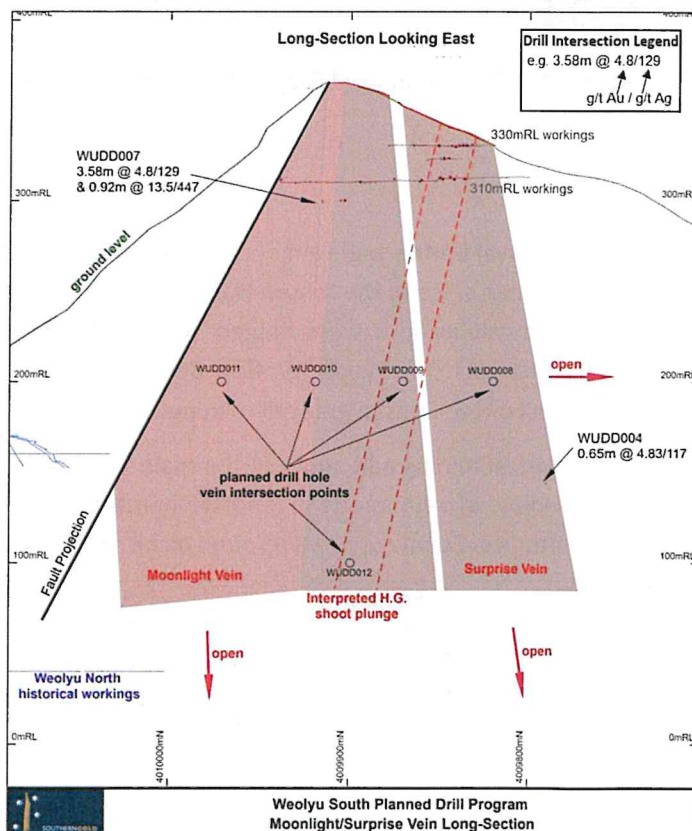 400mRL
400mRL
Long-Section Looking East
Drill Intersection Legend
e.g. 3.58m @ 4.8/129
g/t Au / g/t Ag
330mRL workings
WUDD007
3.58m @ 4.8/129
& 0.92m @ 13.5/447
310mRL workings
300mRL
300mRL
ground level
WUDD011
WUDD010
WUDD009
WUDD008
200mRL
200mRL
open
WUDD004
0.65m @ 4.83/117
planned drill hole
vein intersection points
100mRL
100mRL
WUDD012
Fault Projection
Moonlight Vein
Surprise Vein
Interpreted H.G.
shoot plunge
open
open
Weolyu North
historical workings
0mRL
0mRL
4010000mN
4009900mN
4009800mN
SOUTHERNGOLD
Weolyu South Planned Drill Program
Moonlight/Surprise Vein Long-Section